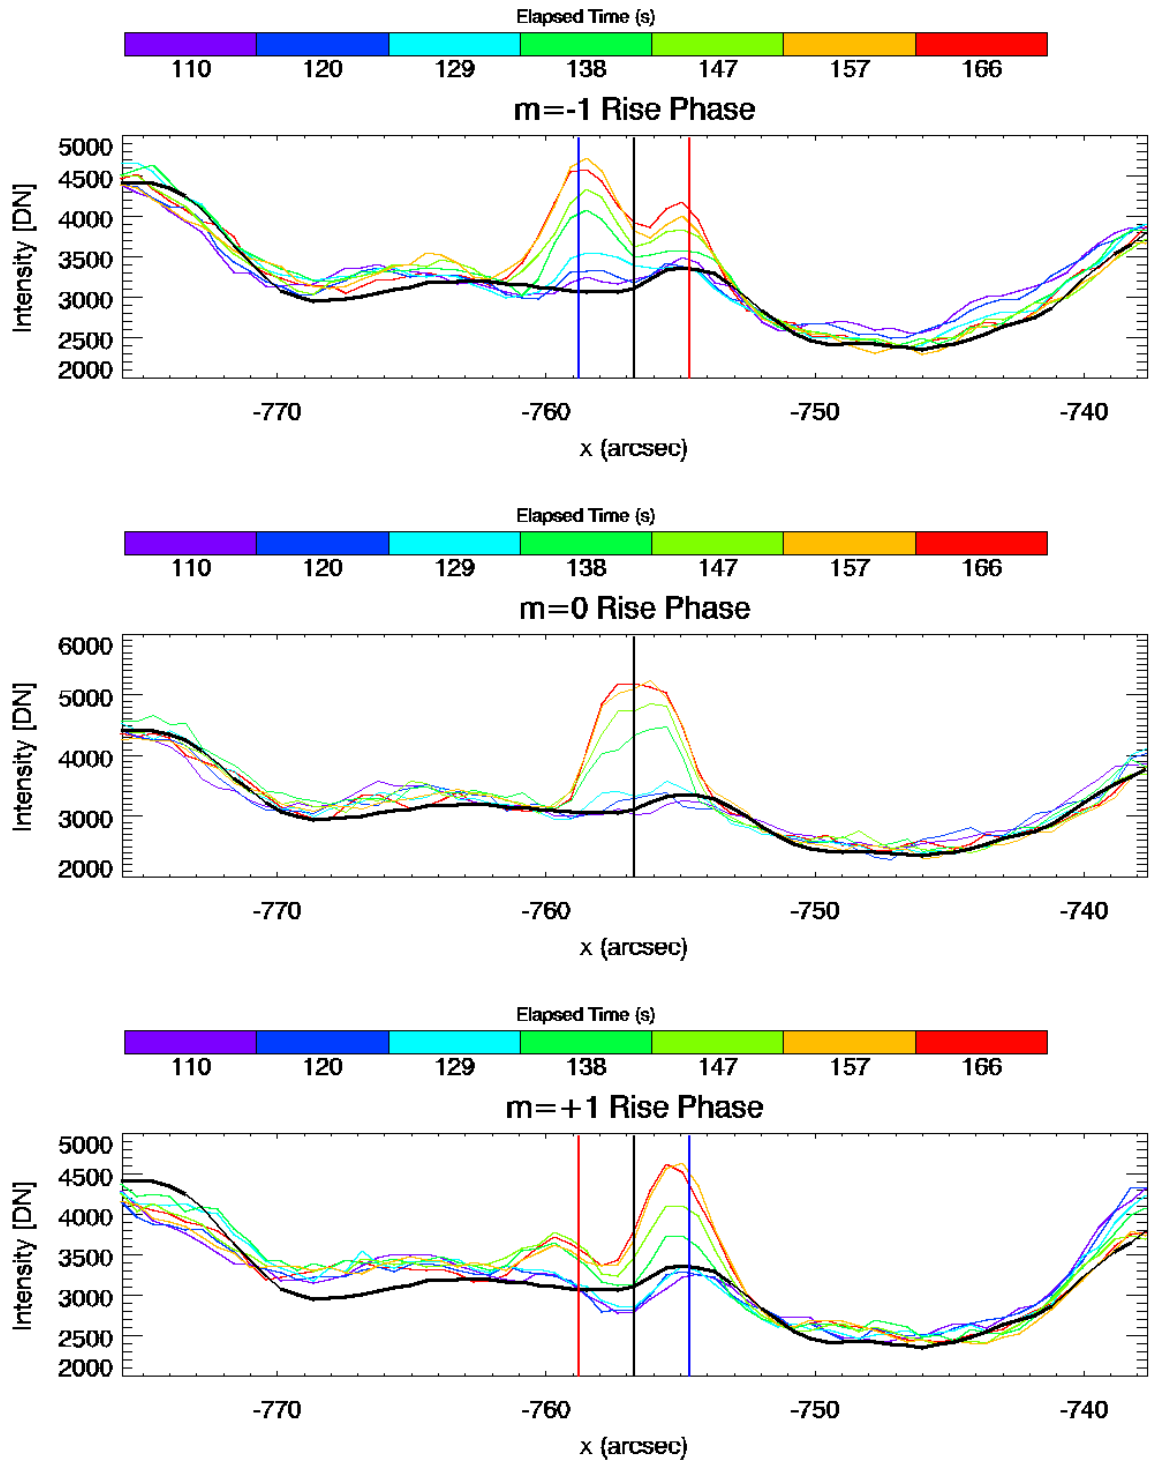 Elapsed Time (s)
110 120 129 138 147 157 166
m=-1 Rise Phase
5000
4500
4000
3500
3000
2500
2000
Intensity [DN]
-770 -760 -750 -740
x (arcsec)
Elapsed Time (s)
110 120 129 138 147 157 166
m=0 Rise Phase
6000
5000
4000
3000
2000
Intensity [DN]
-770 -760 -750 -740
x (arcsec)
Elapsed Time (s)
110 120 129 138 147 157 166
m=+1 Rise Phase
5000
4500
4000
3500
3000
2500
2000
Intensity [DN]
-770 -760 -750 -740
x (arcsec)